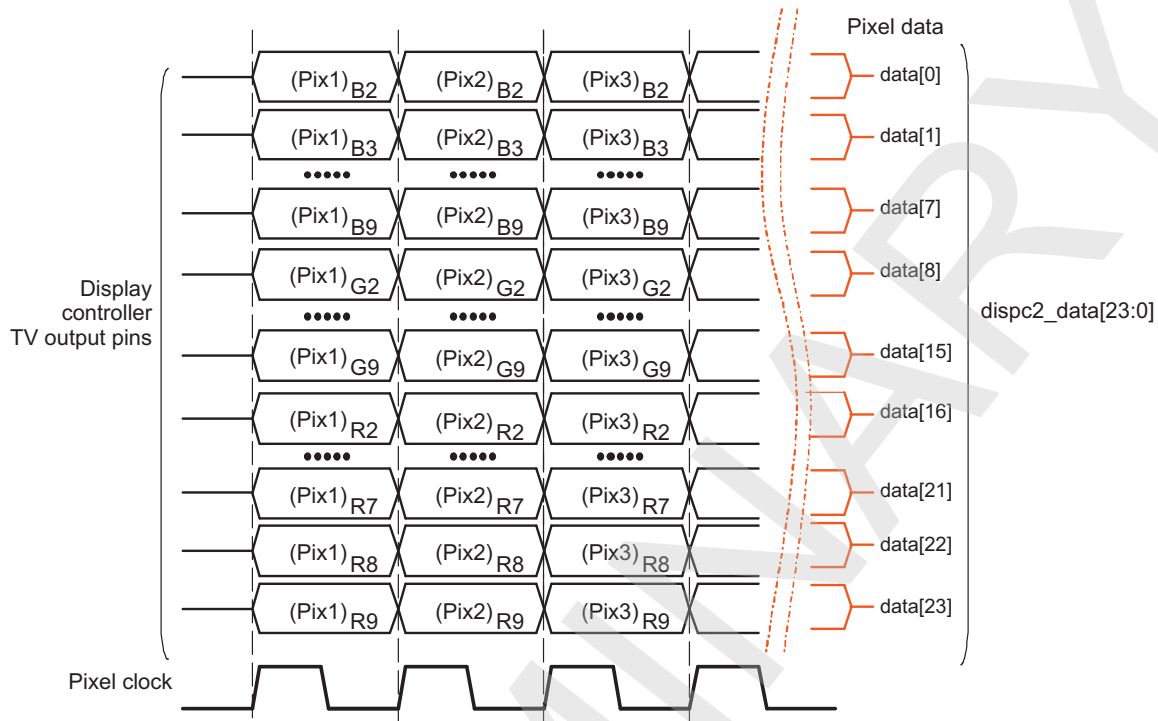 Pixel data
(Pix1)B2 (Pix2)B2 (Pix3)B2 data[0]
(Pix1)B3 (Pix2)B3 (Pix3)B3 data[1]
(Pix1)B9 (Pix2)B9 (Pix3)B9 data[7]
(Pix1)G2 (Pix2)G2 (Pix3)G2 data[8]
Display
controller
TV output pins
dispc2_data[23:0]
(Pix1)G9 (Pix2)G9 (Pix3)G9 data[15]
(Pix1)R2 (Pix2)R2 (Pix3)R2 data[16]
(Pix1)R7 (Pix2)R7 (Pix3)R7 data[21]
(Pix1)R8 (Pix2)R8 (Pix3)R8 data[22]
(Pix1)R9 (Pix2)R9 (Pix3)R9 data[23]
Pixel clock
MINARY